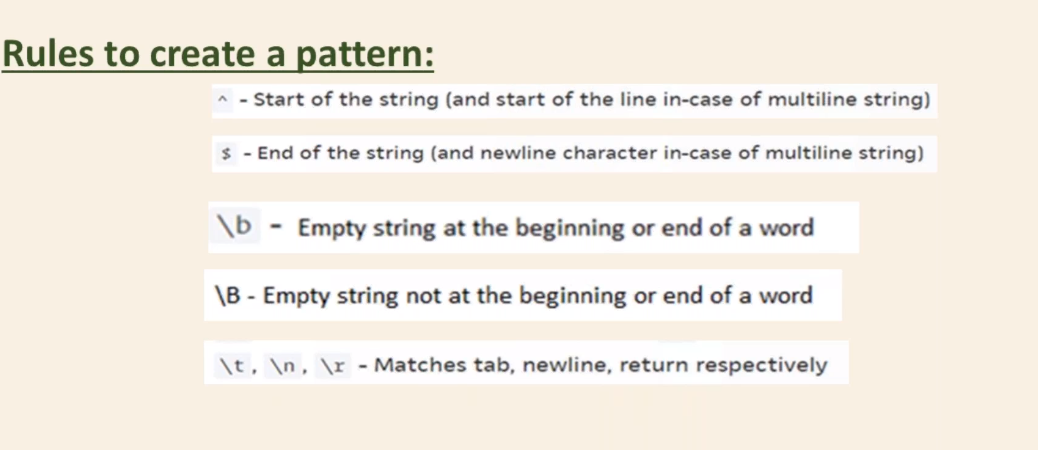 Rules to create a pattern:
^ - Start of the string (and start of the line in-case of multiline string)
$ - End of the string (and newline character in-case of multiline string)
\b - Empty string at the beginning or end of a word
\B - Empty string not at the beginning or end of a word
\t, \n, \r - Matches tab, newline, return respectively